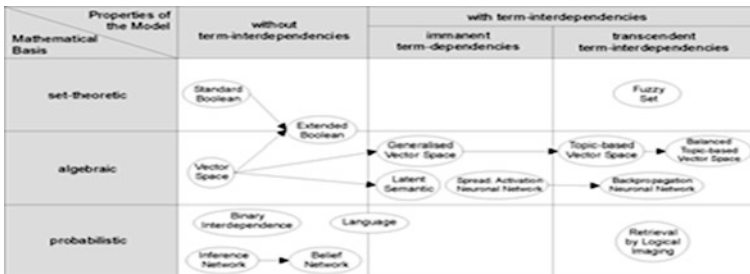 Properties of
the Model
Mathematical
Basis
without
term-interdependencies
with term-interdependencies
immanent
term-dependencies
transcendent
term-interdependencies
set-theoretic
Standard
Boolean
Extended
Boolean
Fuzzy
Set
algebraic
Vector
Space
Generalised
Vector Space
Topic-based
Vector Space
Balanced
Topic-based
Vector Space
Latent
Semantic
Spread. Activation
Neuronal Network
Backpropagation
Neuronal Network
probabilistic
Binary
Interdependence
Language
Inference
Network
Belief
Network
Retrieval
by Logical
Imaging